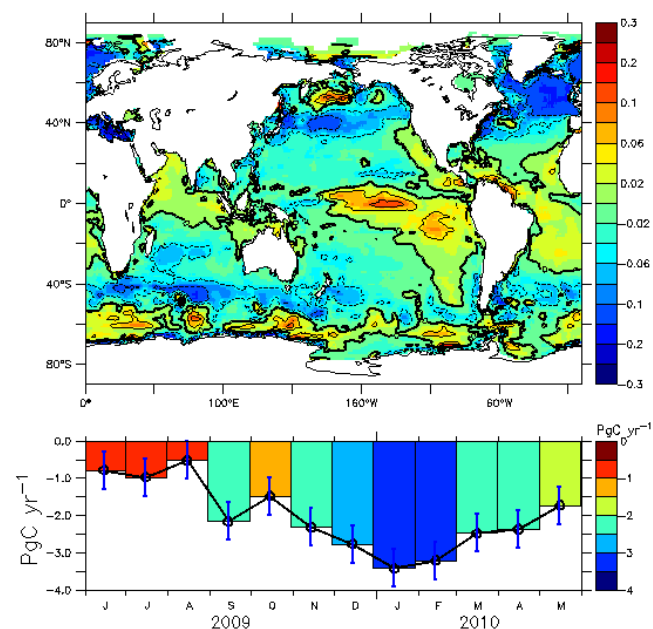 80°N
40°N
0°
40°S
80°S
0°
100°E
160°W
60°W
0.3
0.2
0.1
0.06
0.02
-0.02
-0.06
-0.1
-0.2
-0.3
PgC yr⁻¹
0.0
-1.0
-2.0
-3.0
-4.0
PgC yr⁻¹
0
-1
-2
-3
-4
J J A S O N D J F M A M
2009 2010